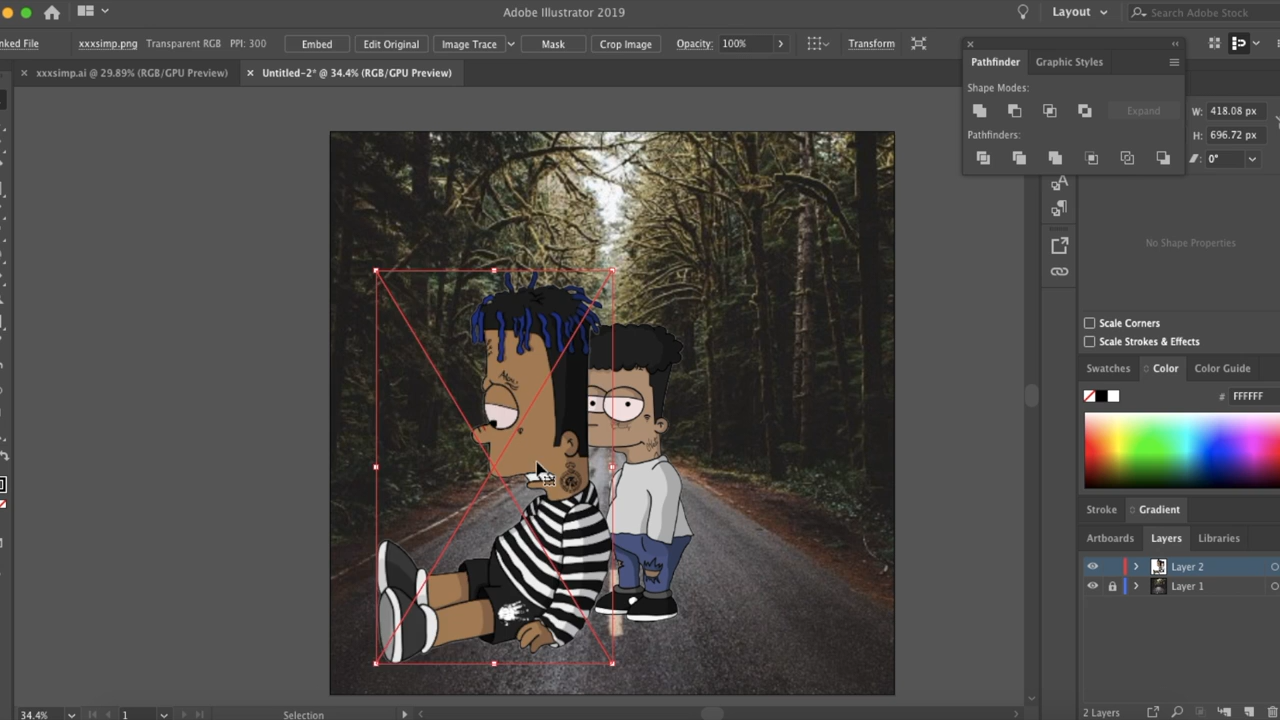 Adobe Illustrator 2019
Layout
Search Adobe Stock
nked File
xxxsimp.png
Transparent RGB
PPI: 300
Embed
Edit Original
Image Trace
Mask
Crop Image
Opacity:
100%
Transform
× xxxsimp.ai @ 29.89% (RGB/GPU Preview)
× Untitled-2* @ 34.4% (RGB/GPU Preview)
Pathfinder
Graphic Styles
Shape Modes:
Expand
Pathfinders:
W: 418.08 px
H: 696.72 px
0°
No Shape Properties
Scale Corners
Scale Strokes & Effects
Swatches
Color
Color Guide
# FFFFFF
Stroke
Gradient
Artboards
Layers
Libraries
Layer 2
Layer 1
2 Layers
34.4%
1
Selection